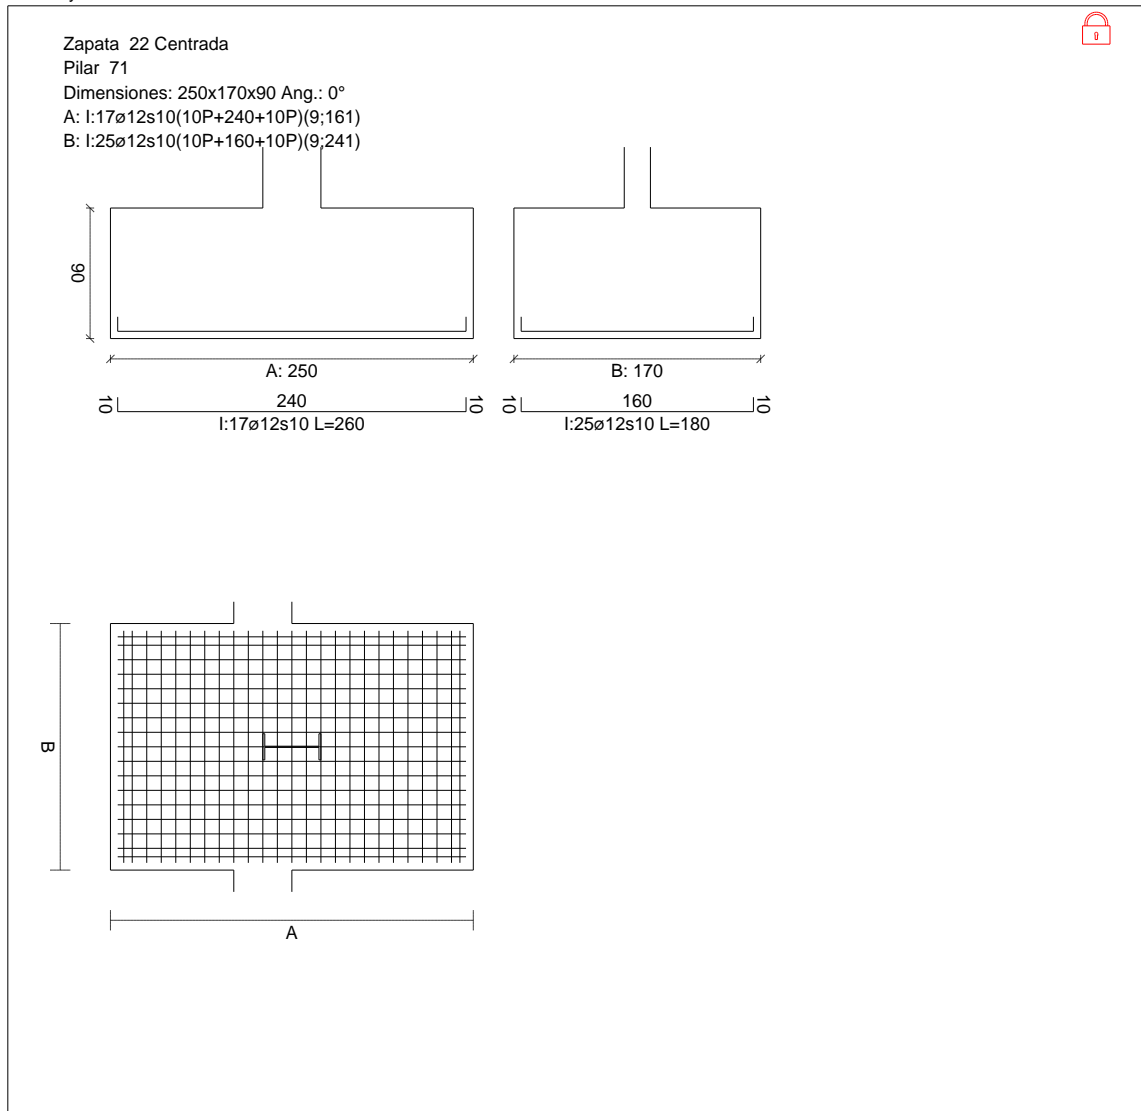 Zapata 22 Centrada
Pilar 71
Dimensiones: 250x170x90 Ang.: 0°
A: I:17ø12s10(10P+240+10P)(9;161)
B: I:25ø12s10(10P+160+10P)(9;241)
90
A: 250
B: 170
10 240 10
10 160 10
I:17ø12s10 L=260
I:25ø12s10 L=180
B
A